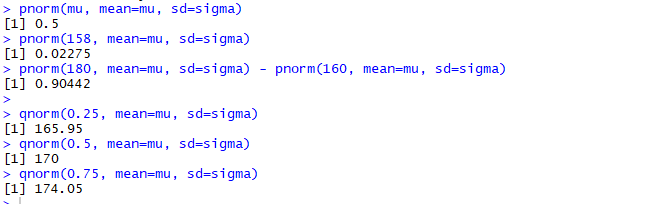 > pnorm(mu, mean=mu, sd=sigma)
[1] 0.5
> pnorm(158, mean=mu, sd=sigma)
[1] 0.02275
> pnorm(180, mean=mu, sd=sigma) - pnorm(160, mean=mu, sd=sigma)
[1] 0.90442
>
> qnorm(0.25, mean=mu, sd=sigma)
[1] 165.95
> qnorm(0.5, mean=mu, sd=sigma)
[1] 170
> qnorm(0.75, mean=mu, sd=sigma)
[1] 174.05
>